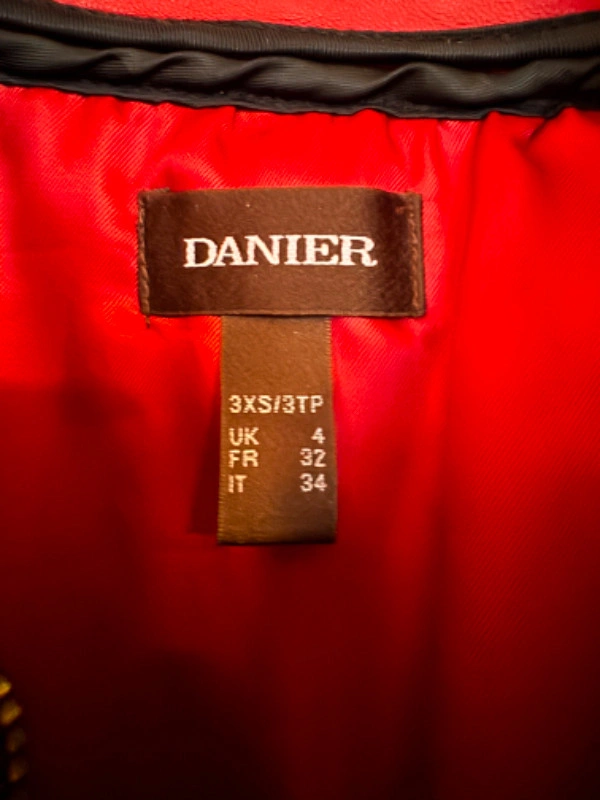 DANIER
3XS/3TP
UK 4
FR 32
IT 34